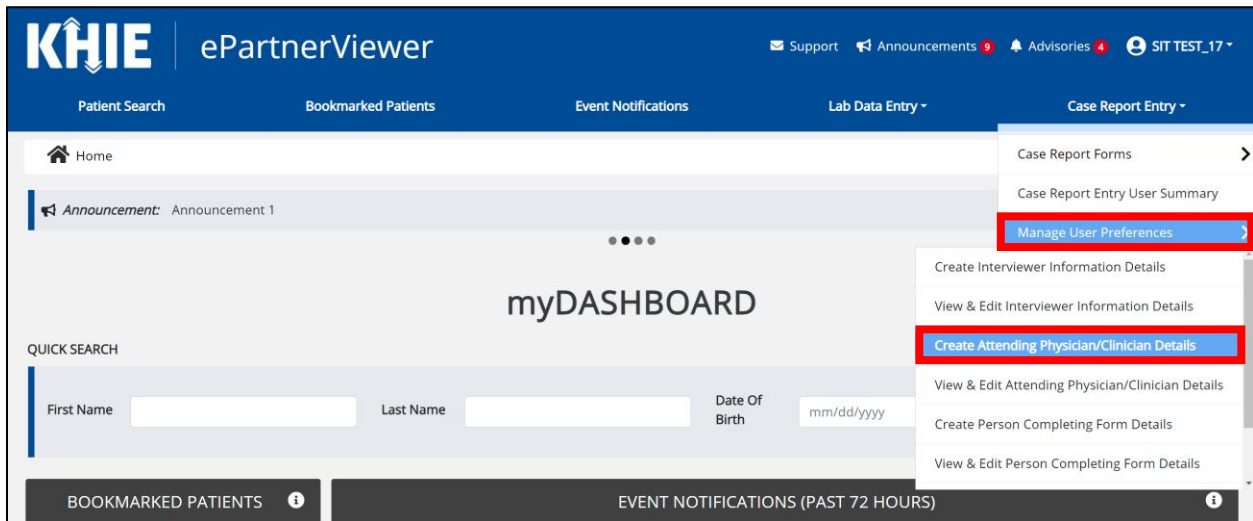 KHIE ePartnerViewer Support Announcements 9 Advisories 4 SIT TEST_17
Patient Search Bookmarked Patients Event Notifications Lab Data Entry Case Report Entry
Home
Case Report Forms
Case Report Entry User Summary
Announcement: Announcement 1
Manage User Preferences
Create Interviewer Information Details
View & Edit Interviewer Information Details
Create Attending Physician/Clinician Details
View & Edit Attending Physician/Clinician Details
Create Person Completing Form Details
View & Edit Person Completing Form Details
myDASHBOARD
QUICK SEARCH
First Name Last Name Date Of Birth mm/dd/yyyy
BOOKMARKED PATIENTS EVENT NOTIFICATIONS (PAST 72 HOURS)